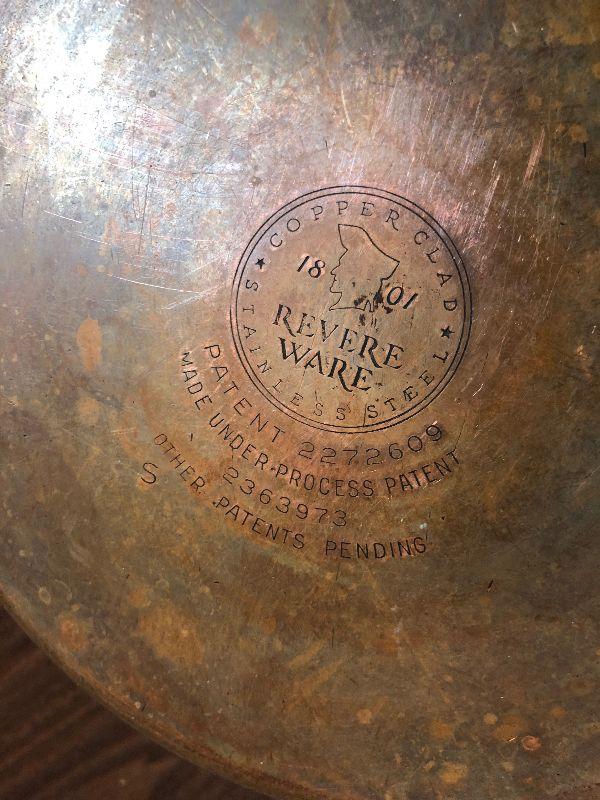 COPPER CLAD
18 01
REVERE
WARE
STAINLESS STEEL
PATENT 2272609
MADE UNDER PROCESS PATENT
2363973
OTHER PATENTS PENDING
S